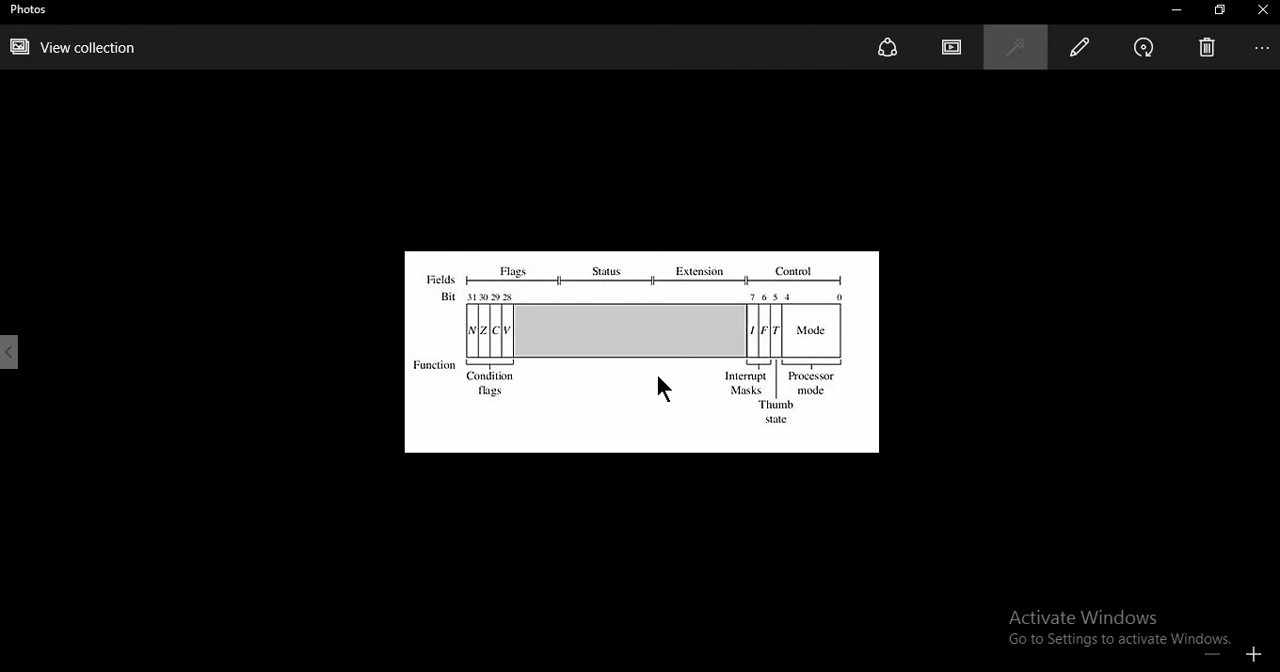 Photos
View collection
Flags Status Extension Control
Fields
Bit 31 30 29 28 7 6 5 4 0
N Z C V I F T Mode
Function
Condition flags
Interrupt Masks
Processor mode
Thumb state
Activate Windows
Go to Settings to activate Windows.